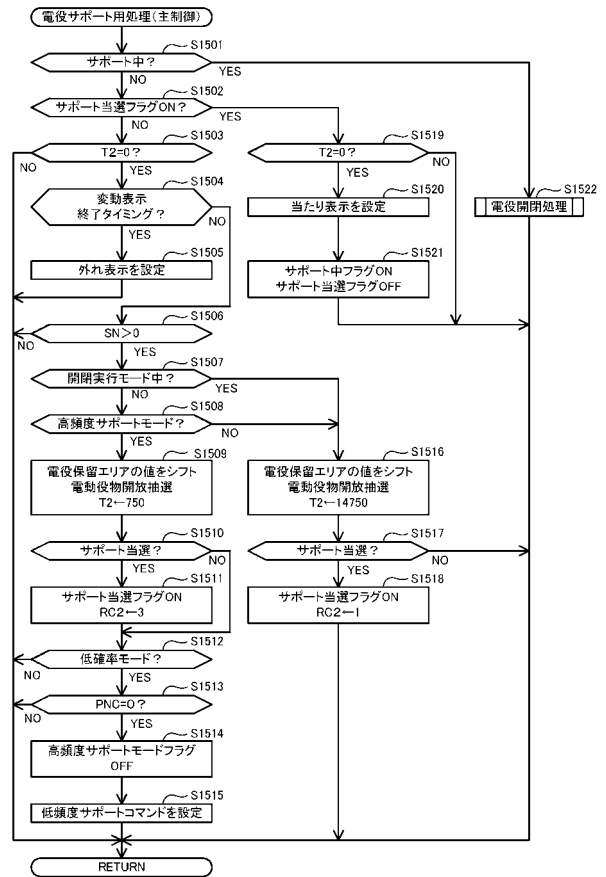 電役サポート用処理(主制御)
S1501
サポート中?
YES
NO
S1502
サポート当選フラグON?
YES
NO
S1503
T2=0?
NO
YES
S1504
変動表示
終了タイミング?
NO
YES
S1505
外れ表示を設定
S1506
SN>0
NO
YES
S1507
開閉実行モード中?
YES
NO
S1508
高頻度サポートモード?
NO
YES
S1509
電役保留エリアの値をシフト
電動役物開放抽選
T2←750
S1510
サポート当選?
NO
YES
S1511
サポート当選フラグON
RC2←3
S1512
低確率モード?
NO
YES
S1513
PNC=0?
NO
YES
S1514
高頻度サポートモードフラグ
OFF
S1515
低頻度サポートコマンドを設定
RETURN
S1519
T2=0?
NO
YES
S1520
当たり表示を設定
S1521
サポート中フラグON
サポート当選フラグOFF
S1516
電役保留エリアの値をシフト
電動役物開放抽選
T2←14750
S1517
サポート当選?
NO
YES
S1518
サポート当選フラグON
RC2←1
S1522
電役開閉処理